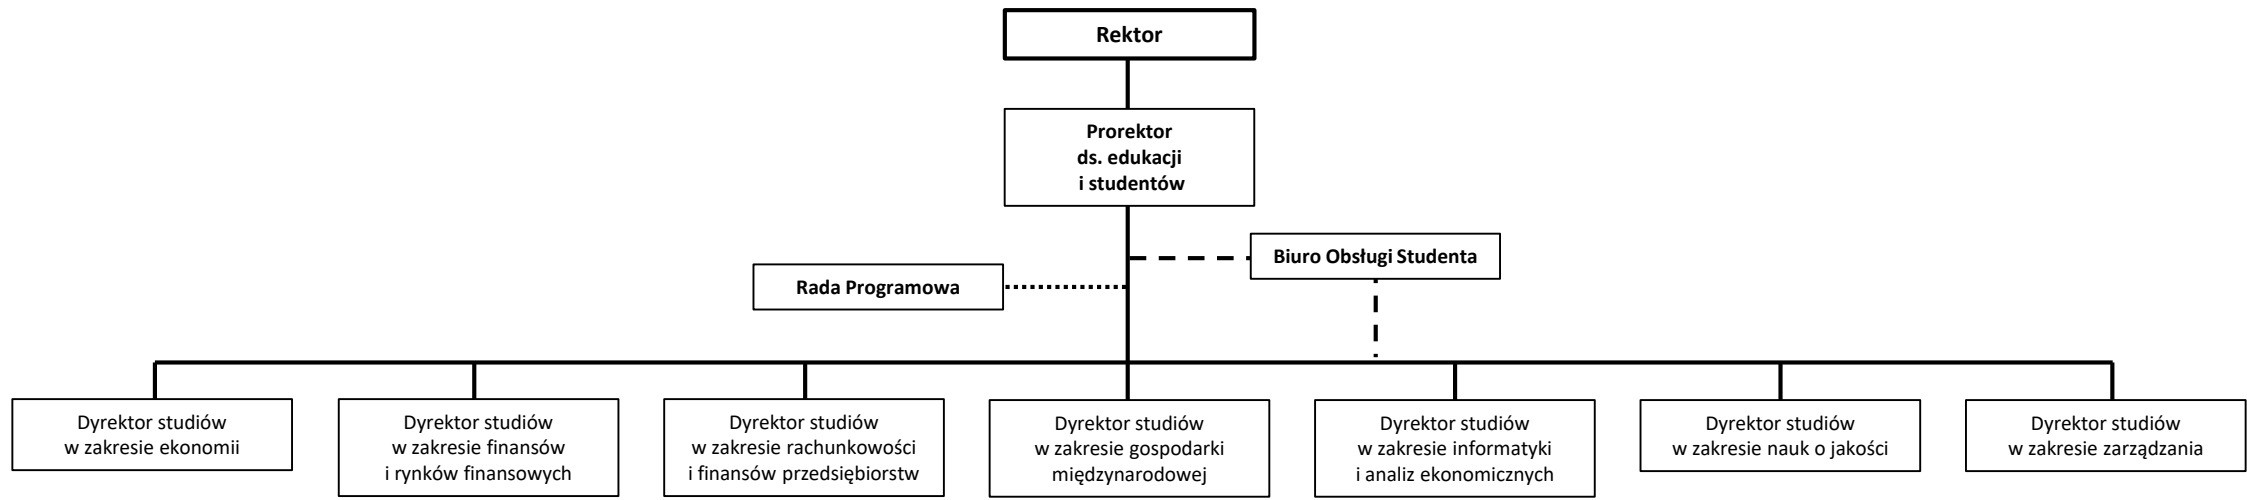 Rektor
Prorektor
ds. edukacji
i studentów
Biuro Obsługi Studenta
Rada Programowa
Dyrektor studiów
w zakresie ekonomii
Dyrektor studiów
w zakresie finansów
i rynków finansowych
Dyrektor studiów
w zakresie rachunkowości
i finansów przedsiębiorstw
Dyrektor studiów
w zakresie gospodarki
międzynarodowej
Dyrektor studiów
w zakresie informatyki
i analiz ekonomicznych
Dyrektor studiów
w zakresie nauk o jakości
Dyrektor studiów
w zakresie zarządzania